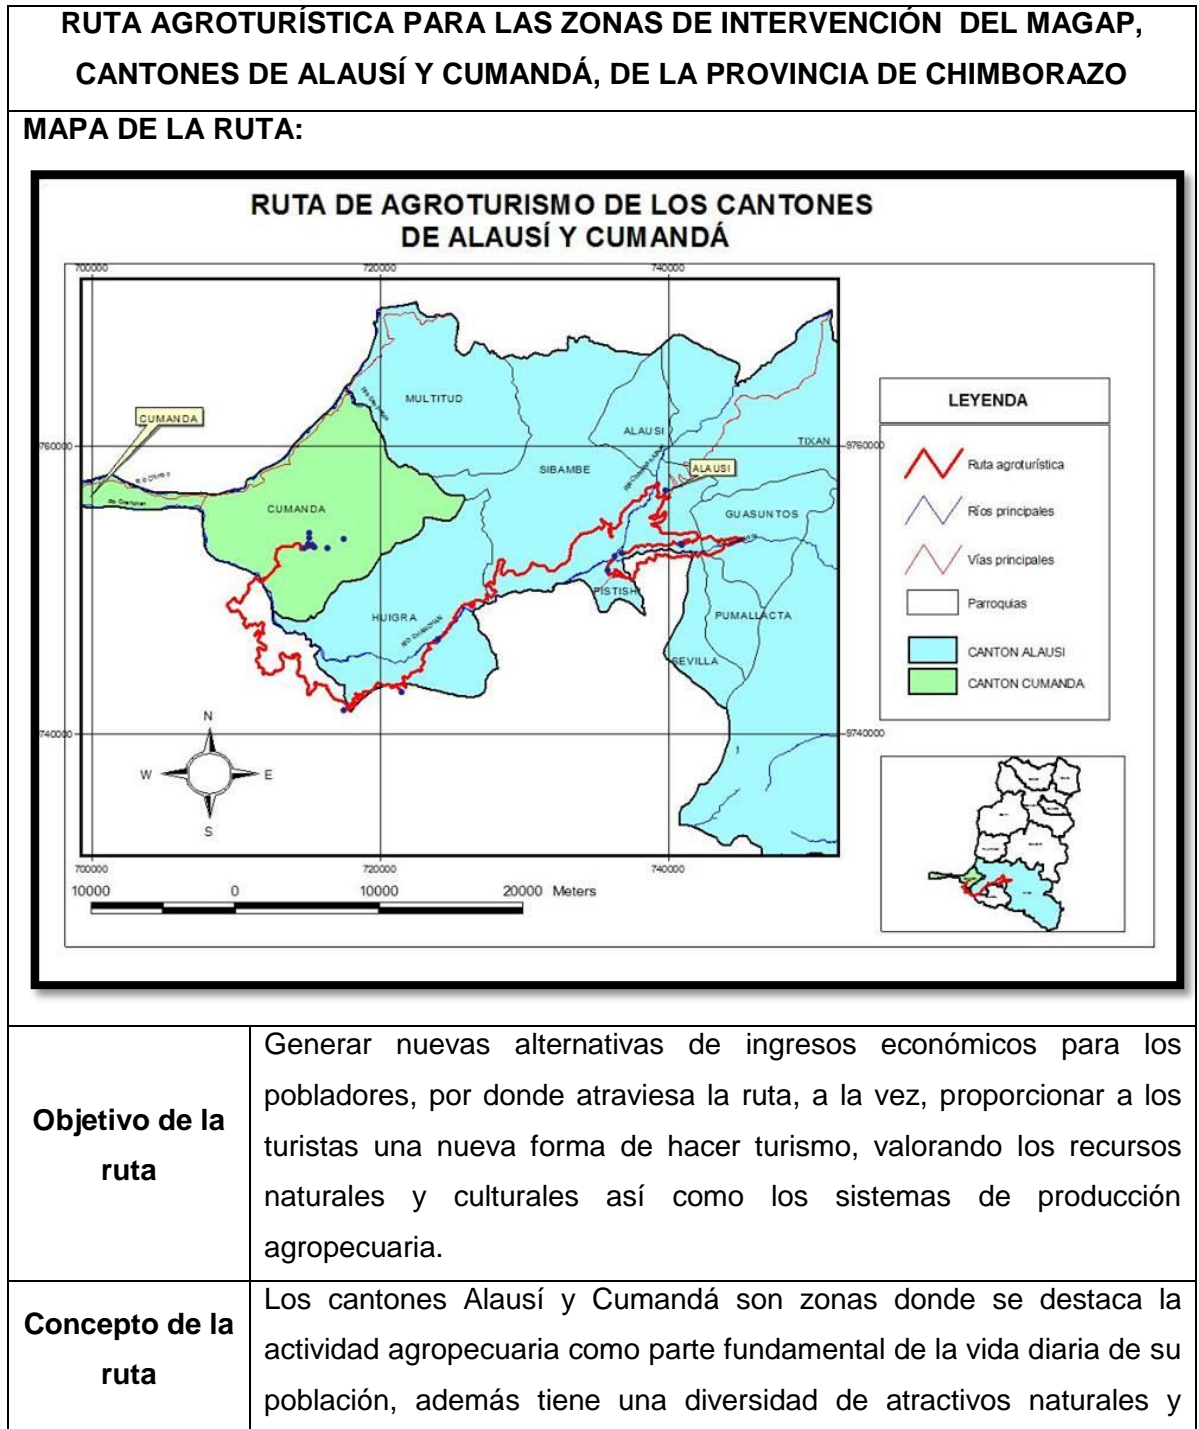 RUTA AGROTURÍSTICA PARA LAS ZONAS DE INTERVENCIÓN DEL MAGAP,
CANTONES DE ALAUSÍ Y CUMANDÁ, DE LA PROVINCIA DE CHIMBORAZO
MAPA DE LA RUTA:
RUTA DE AGROTURISMO DE LOS CANTONES
DE ALAUSÍ Y CUMANDÁ
700000
720000
740000
MULTITUD
CUMANDA
ALAUSI
TIXAN
760000
9760000
SIBAMBE
ALAUSI
CUMANDA
GUASUNTOS
PISTISHI
HUIGRA
RIO CHANCHAN
PUMALLACTA
SEVILLA
740000
9740000
N
W
E
S
700000
720000
740000
10000
0
10000
20000 Meters
LEYENDA
Ruta agroturística
Ríos principales
Vías principales
Parroquias
CANTON ALAUSI
CANTON CUMANDA
Objetivo de la
ruta
Generar nuevas alternativas de ingresos económicos para los
pobladores, por donde atraviesa la ruta, a la vez, proporcionar a los
turistas una nueva forma de hacer turismo, valorando los recursos
naturales y culturales así como los sistemas de producción
agropecuaria.
Concepto de la
ruta
Los cantones Alausí y Cumandá son zonas donde se destaca la
actividad agropecuaria como parte fundamental de la vida diaria de su
población, además tiene una diversidad de atractivos naturales y